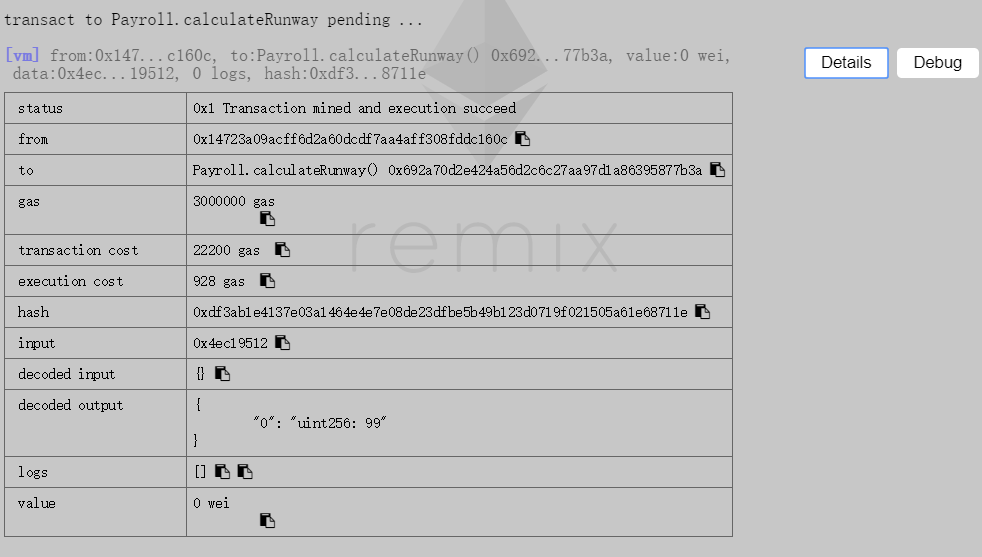 transact to Payroll.calculateRunway pending ...
[vm] from:0x147...c160c, to:Payroll.calculateRunway() 0x692...77b3a, value:0 wei,
data:0x4ec...19512, 0 logs, hash:0xdf3...8711e
Details
Debug
status 0x1 Transaction mined and execution succeed
from 0x14723a09acff6d2a60dcdf7aa4aff308fddc160c
to Payroll.calculateRunway() 0x692a70d2e424a56d2c6c27aa97d1a86395877b3a
gas 3000000 gas
transaction cost 22200 gas
execution cost 928 gas
hash 0xdf3ab1e4137e03a1464e4e7e08de23dfbe5b49b123d0719f021505a61e68711e
input 0x4ec19512
decoded input {}
decoded output {
"0": "uint256: 99"
}
logs []
value 0 wei
remix